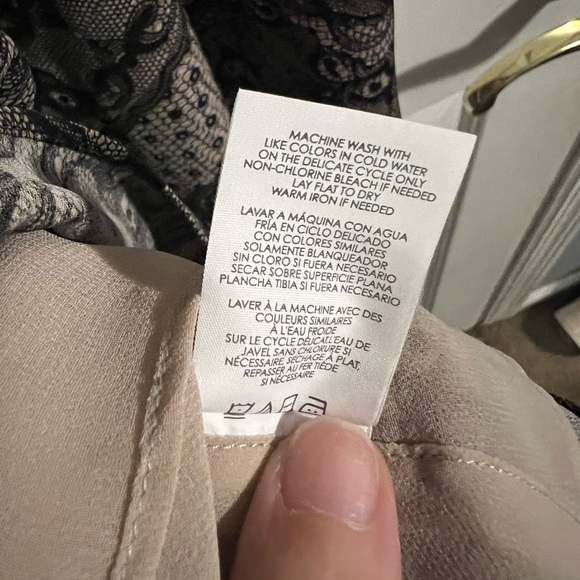 MACHINE WASH WITH
LIKE COLORS IN COLD WATER
ON THE DELICATE CYCLE ONLY
NON-CHLORINE BLEACH IF NEEDED
LAY FLAT TO DRY
WARM IRON IF NEEDED
LAVAR A MÁQUINA CON AGUA
FRÍA EN CICLO DELICADO
CON COLORES SIMILARES
SOLAMENTE BLANQUEADOR
SIN CLORO SI FUERA NECESARIO
SECAR SOBRE SUPERFICIE PLANA
PLANCHA TIBIA SI FUERA NECESARIO
LAVER À LA MACHINE AVEC DES
COULEURS SIMILAIRES
À L'EAU FROIDE
SUR LE CYCLE DÉLICAT.EAU DE
JAVEL SANS CHLORURE SI
NÉCESSAIRE.SÉCHAGE À PLAT,
REPASSER AU FER TIÈDE
SI NÉCESSAIRE